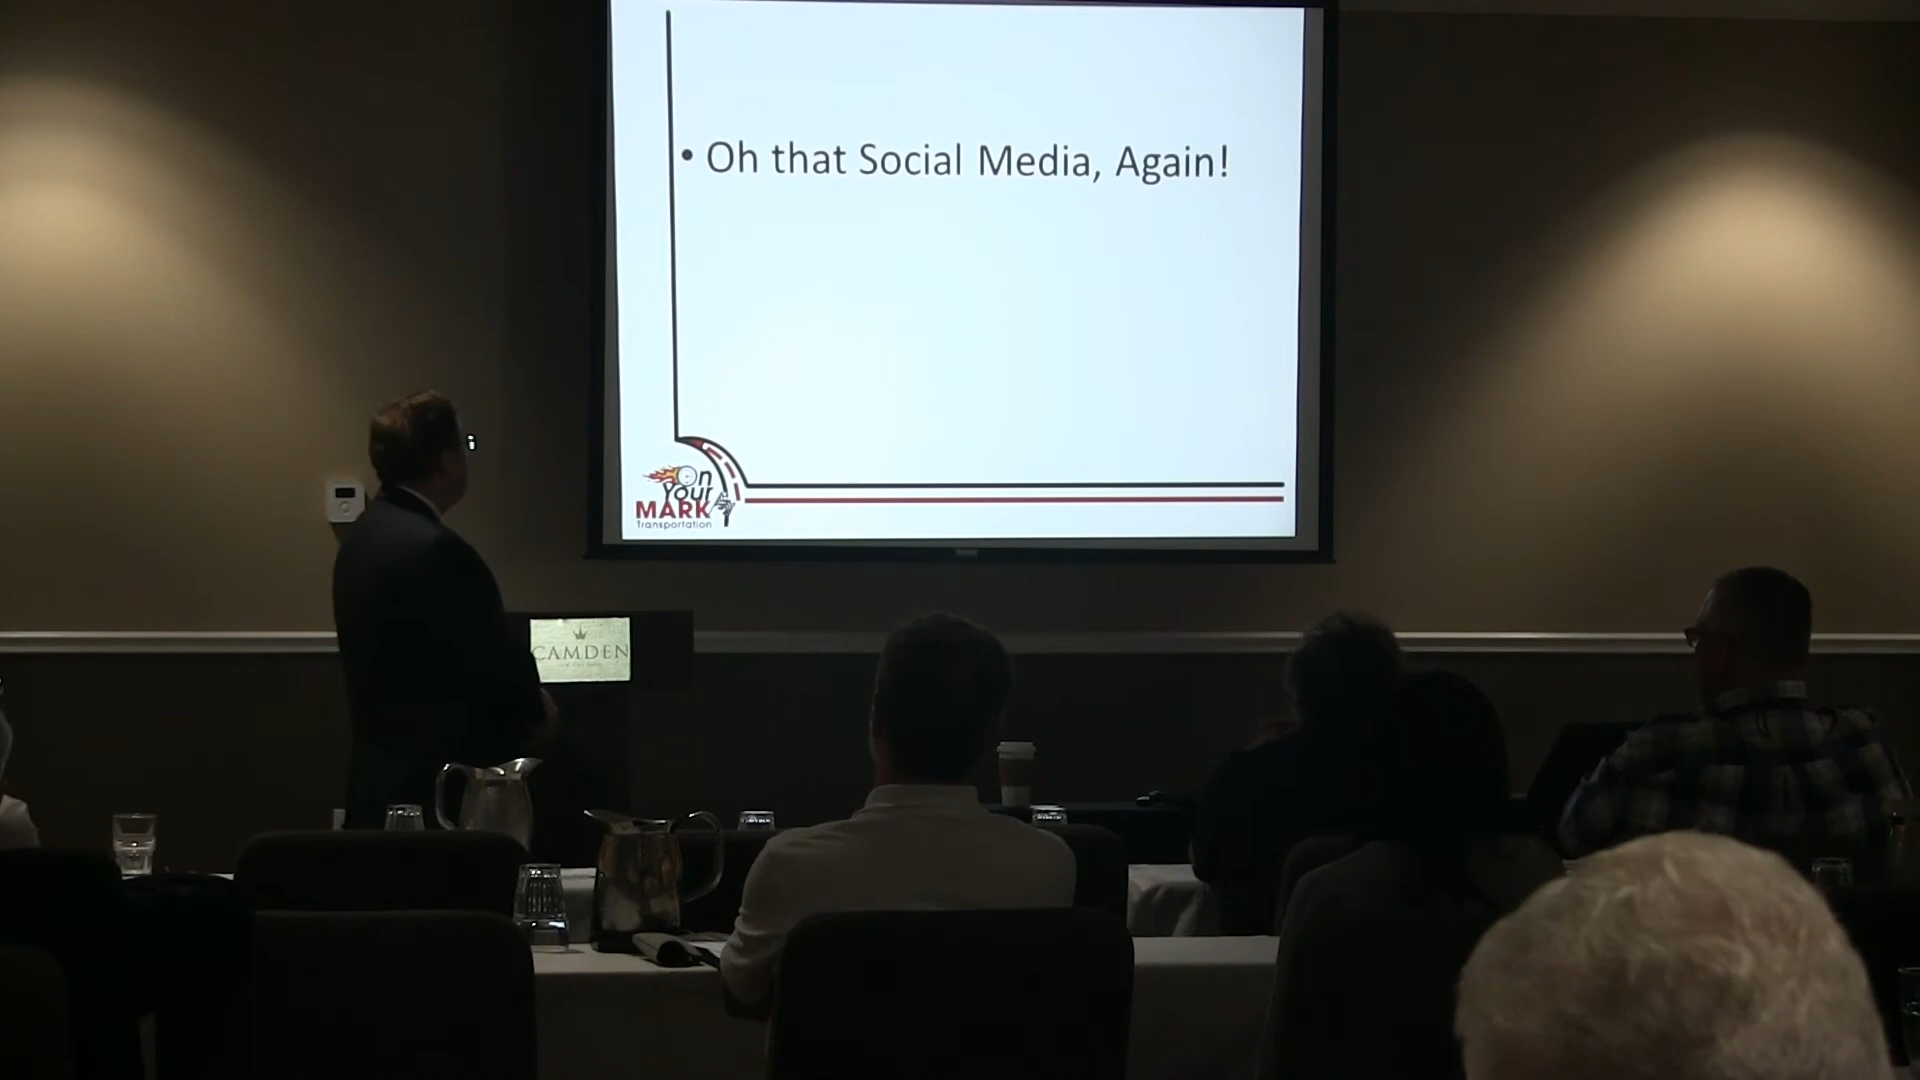 • Oh that Social Media, Again!
On
Your
MARK
Transportation
CAMDEN